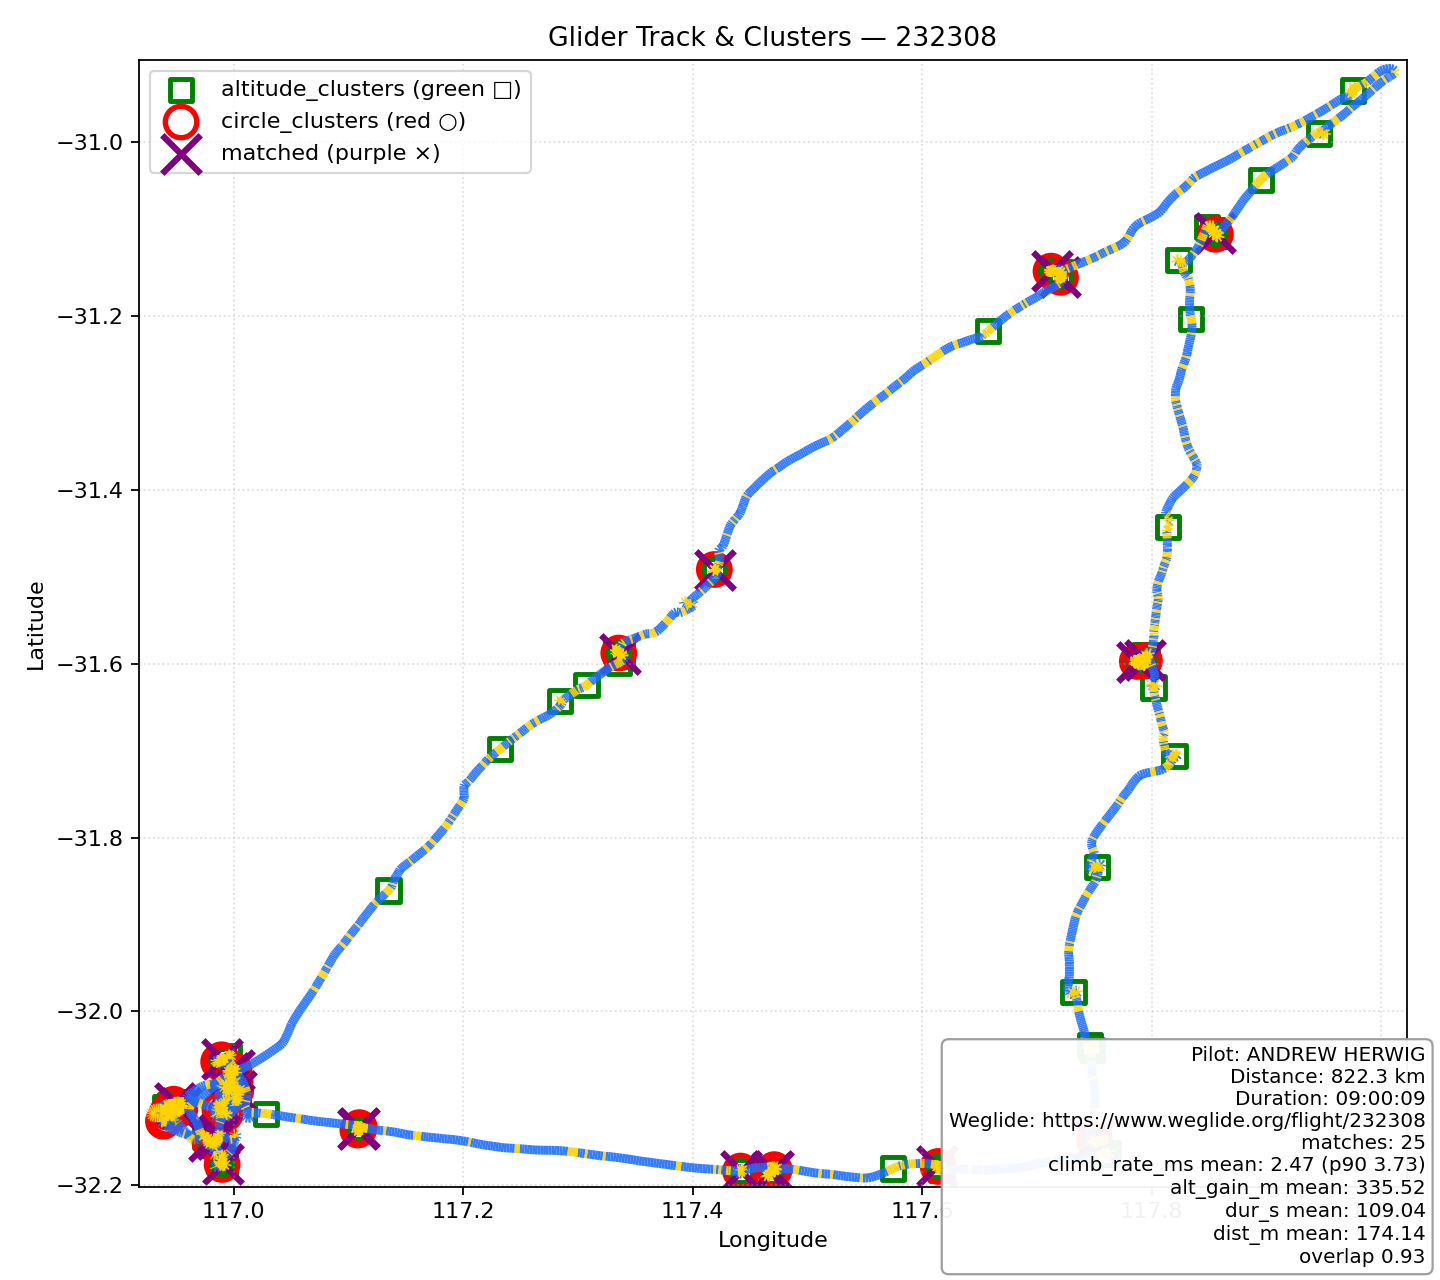 Glider Track & Clusters — 232308
altitude_clusters (green □)
circle_clusters (red ○)
matched (purple ×)
−31.0
−31.2
−31.4
−31.6
−31.8
−32.0
−32.2
Latitude
117.0
117.2
117.4
117.6
117.8
Longitude
Pilot: ANDREW HERWIG
Distance: 822.3 km
Duration: 09:00:09
Weglide: https://www.weglide.org/flight/232308
matches: 25
climb_rate_ms mean: 2.47 (p90 3.73)
alt_gain_m mean: 335.52
dur_s mean: 109.04
dist_m mean: 174.14
overlap 0.93